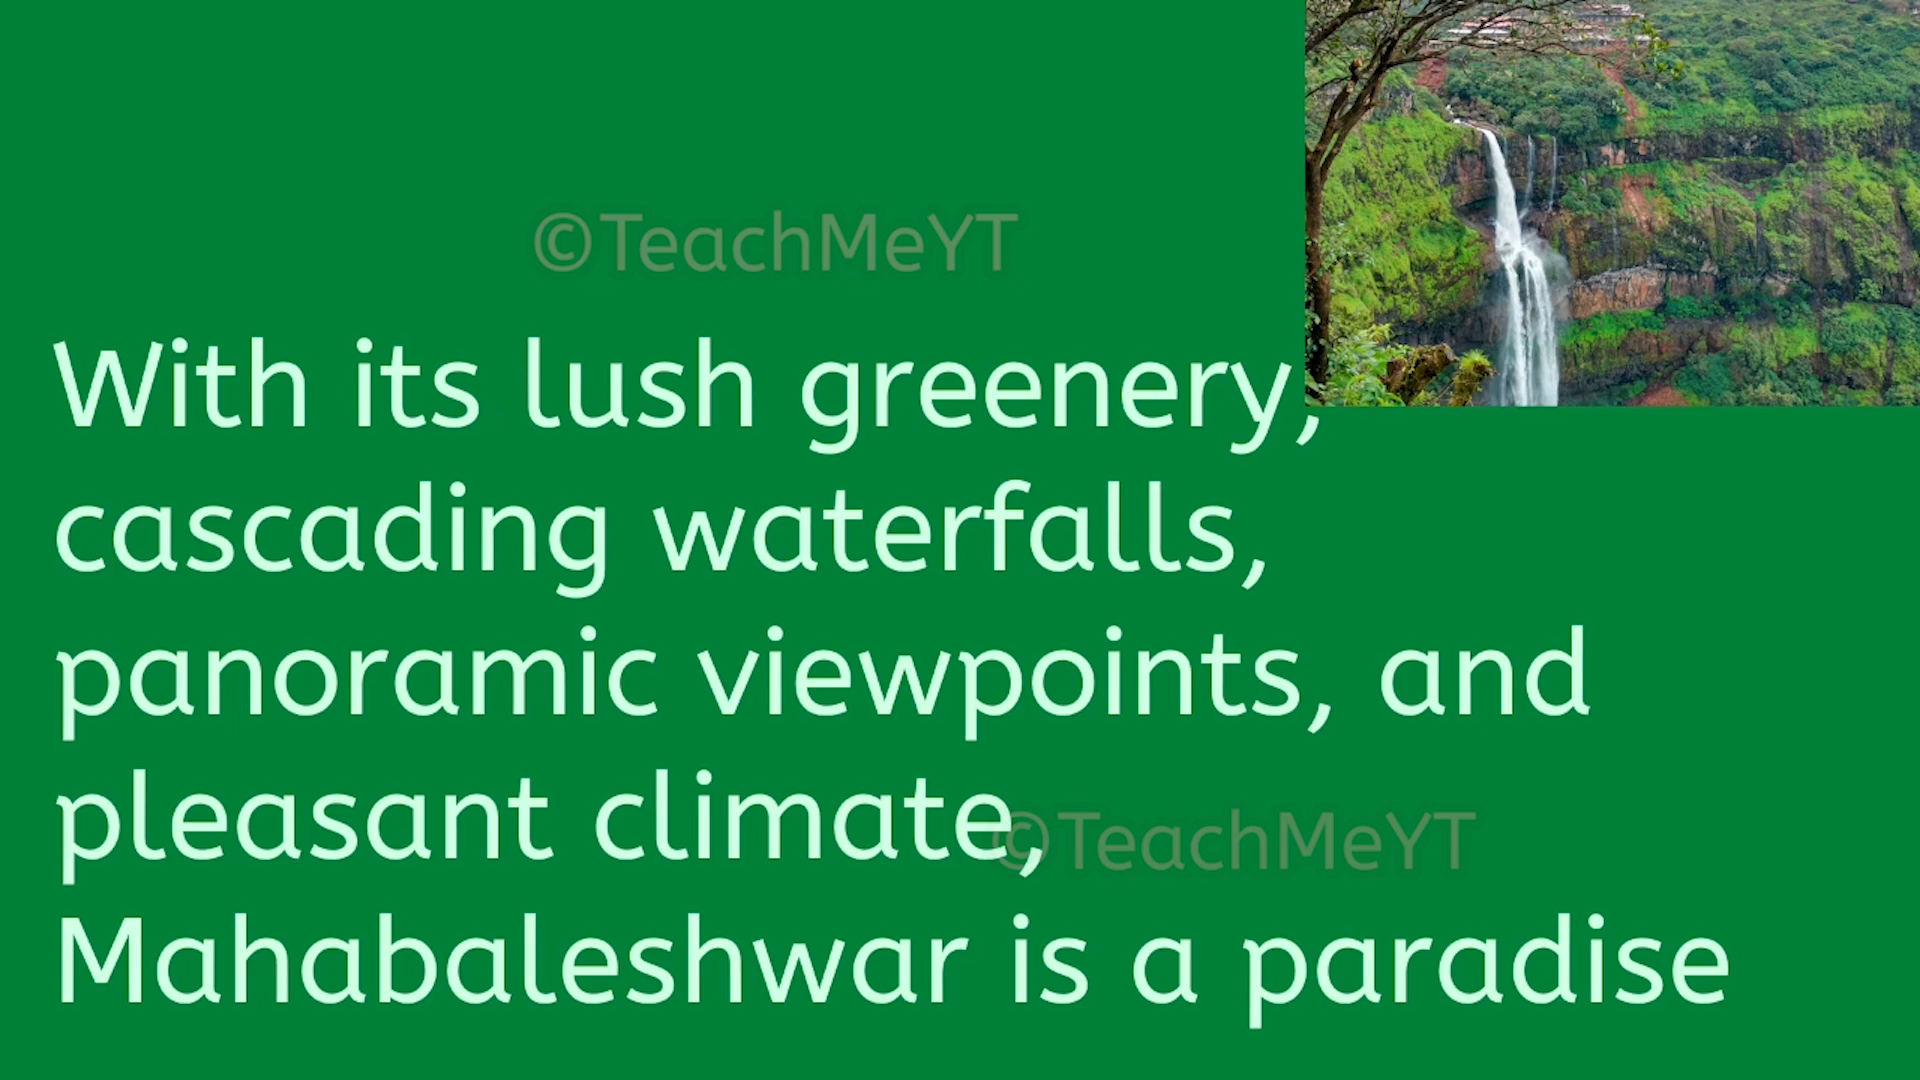 ©TeachMeYT
With its lush greenery,
cascading waterfalls,
panoramic viewpoints, and
pleasant climate,
©TeachMeYT
Mahabaleshwar is a paradise